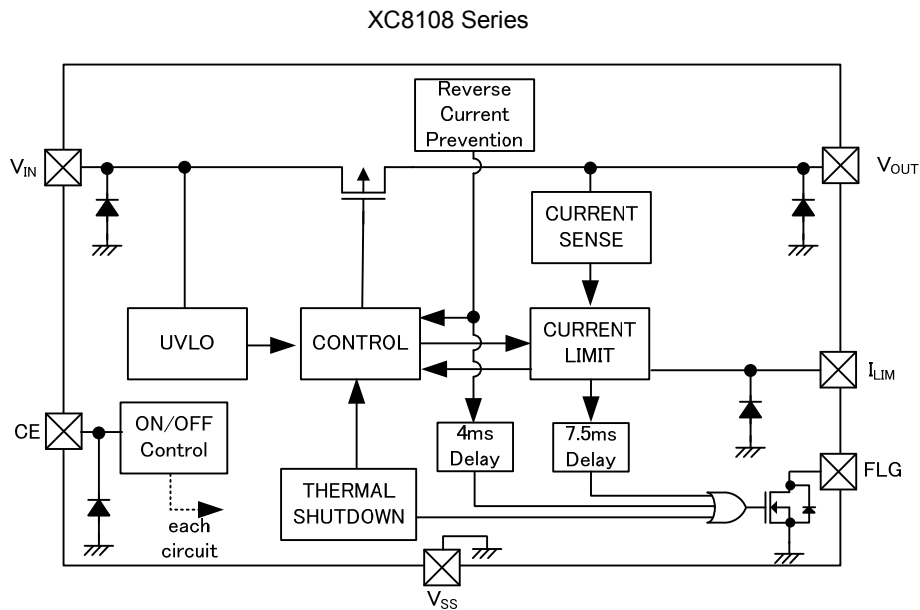 XC8108 Series
Reverse
Current
Prevention
VIN
VOUT
CURRENT
SENSE
UVLO
CONTROL
CURRENT
LIMIT
ILIM
CE
ON/OFF
Control
4ms
Delay
7.5ms
Delay
FLG
THERMAL
SHUTDOWN
each
circuit
VSS